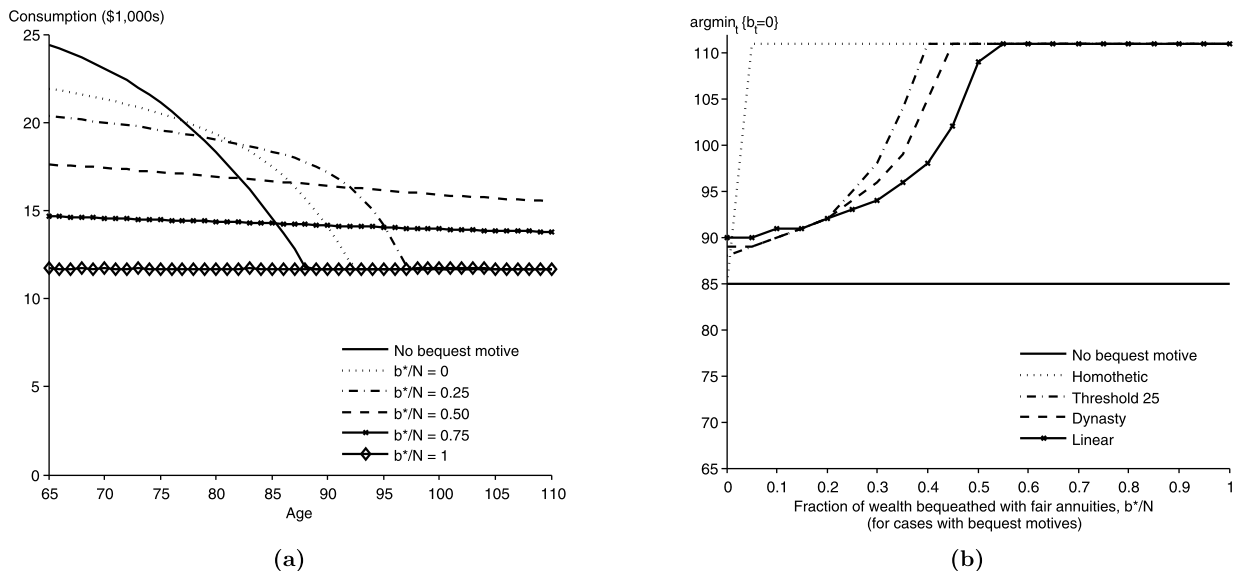 Consumption ($1,000s)
25
20
15
10
5
0
65 70 75 80 85 90 95 100 105 110
Age
No bequest motive
b*/N = 0
b*/N = 0.25
b*/N = 0.50
b*/N = 0.75
b*/N = 1
(a)
argmin_t {b_t=0}
110
105
100
95
90
85
80
75
70
65
0 0.1 0.2 0.3 0.4 0.5 0.6 0.7 0.8 0.9 1
Fraction of wealth bequeathed with fair annuities, b*/N
(for cases with bequest motives)
No bequest motive
Homothetic
Threshold 25
Dynasty
Linear
(b)